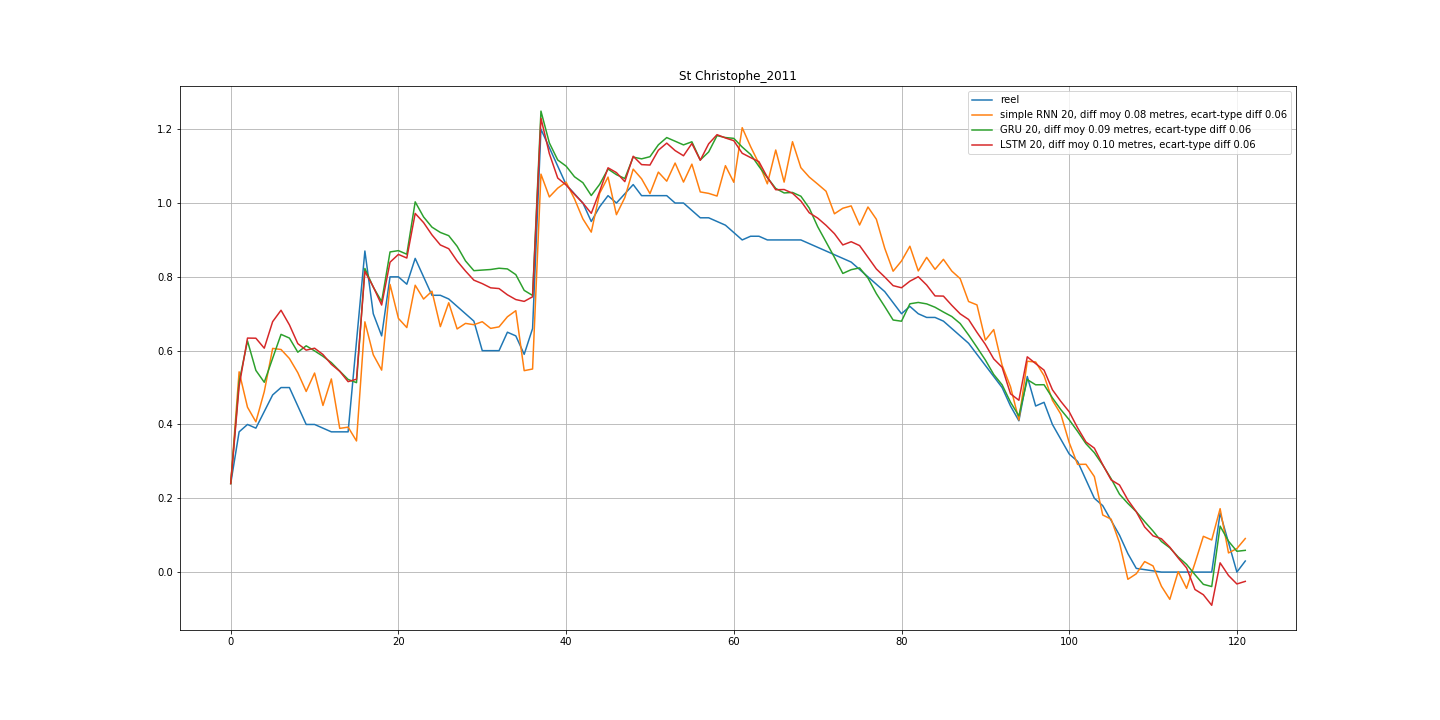 St Christophe_2011
reel
simple RNN 20, diff moy 0.08 metres, ecart-type diff 0.06
GRU 20, diff moy 0.09 metres, ecart-type diff 0.06
LSTM 20, diff moy 0.10 metres, ecart-type diff 0.06
1.2
1.0
0.8
0.6
0.4
0.2
0.0
0 20 40 60 80 100 120